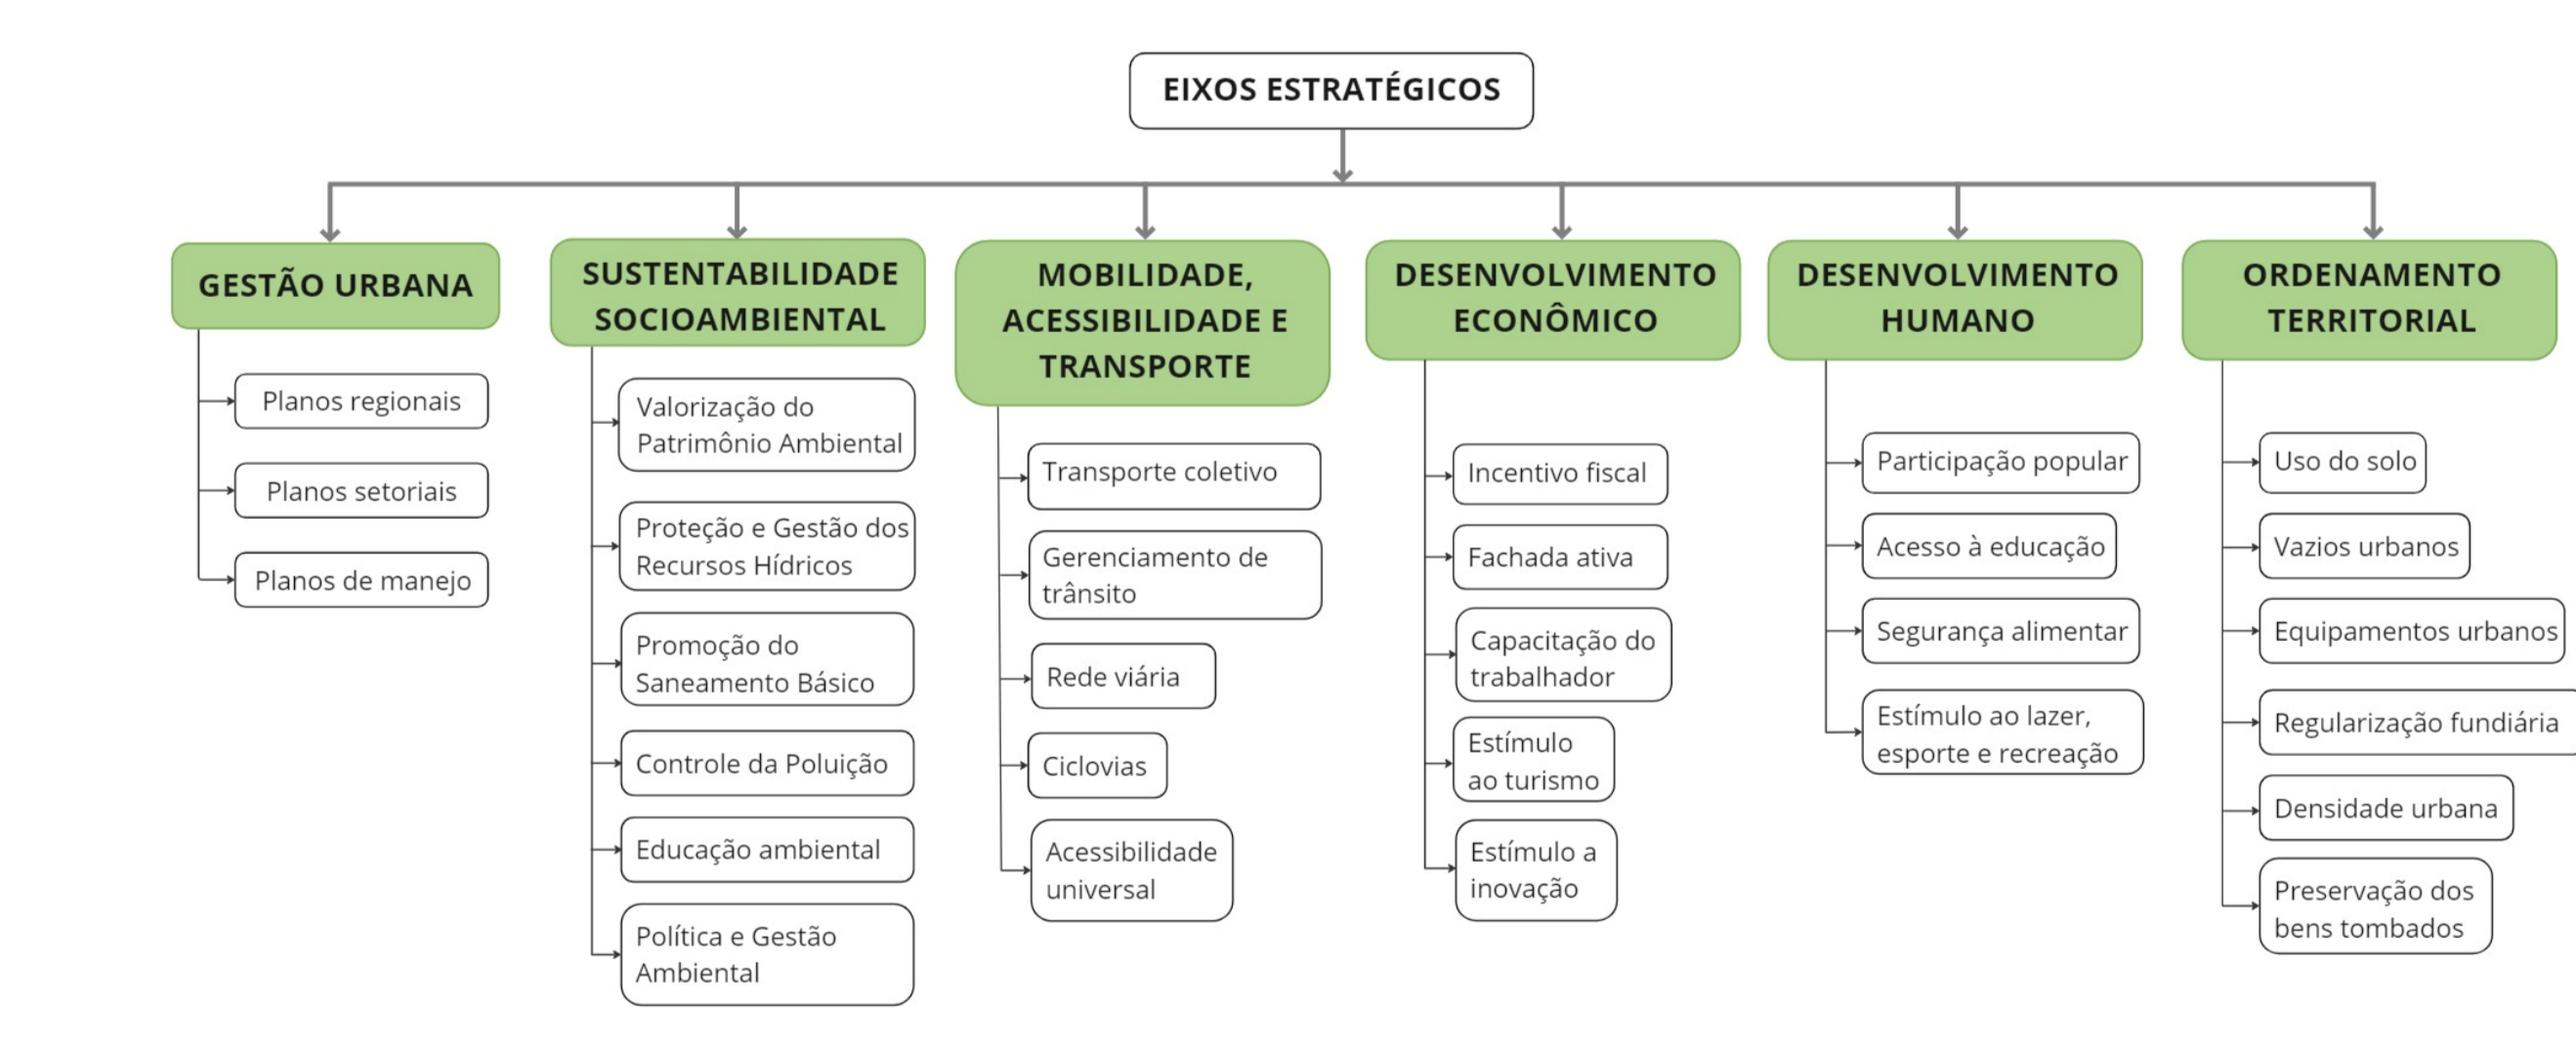 EIXOS ESTRATÉGICOS
GESTÃO URBANA
Planos regionais
Planos setoriais
Planos de manejo
SUSTENTABILIDADE
SOCIOAMBIENTAL
Valorização do
Patrimônio Ambiental
Proteção e Gestão dos
Recursos Hídricos
Promoção do
Saneamento Básico
Controle da Poluição
Educação ambiental
Política e Gestão
Ambiental
MOBILIDADE,
ACESSIBILIDADE E
TRANSPORTE
Transporte coletivo
Gerenciamento de
trânsito
Rede viária
Ciclovias
Acessibilidade
universal
DESENVOLVIMENTO
ECONÔMICO
Incentivo fiscal
Fachada ativa
Capacitação do
trabalhador
Estímulo
ao turismo
Estímulo a
inovação
DESENVOLVIMENTO
HUMANO
Participação popular
Acesso à educação
Segurança alimentar
Estímulo ao lazer,
esporte e recreação
ORDENAMENTO
TERRITORIAL
Uso do solo
Vazios urbanos
Equipamentos urbanos
Regularização fundiária
Densidade urbana
Preservação dos
bens tombados